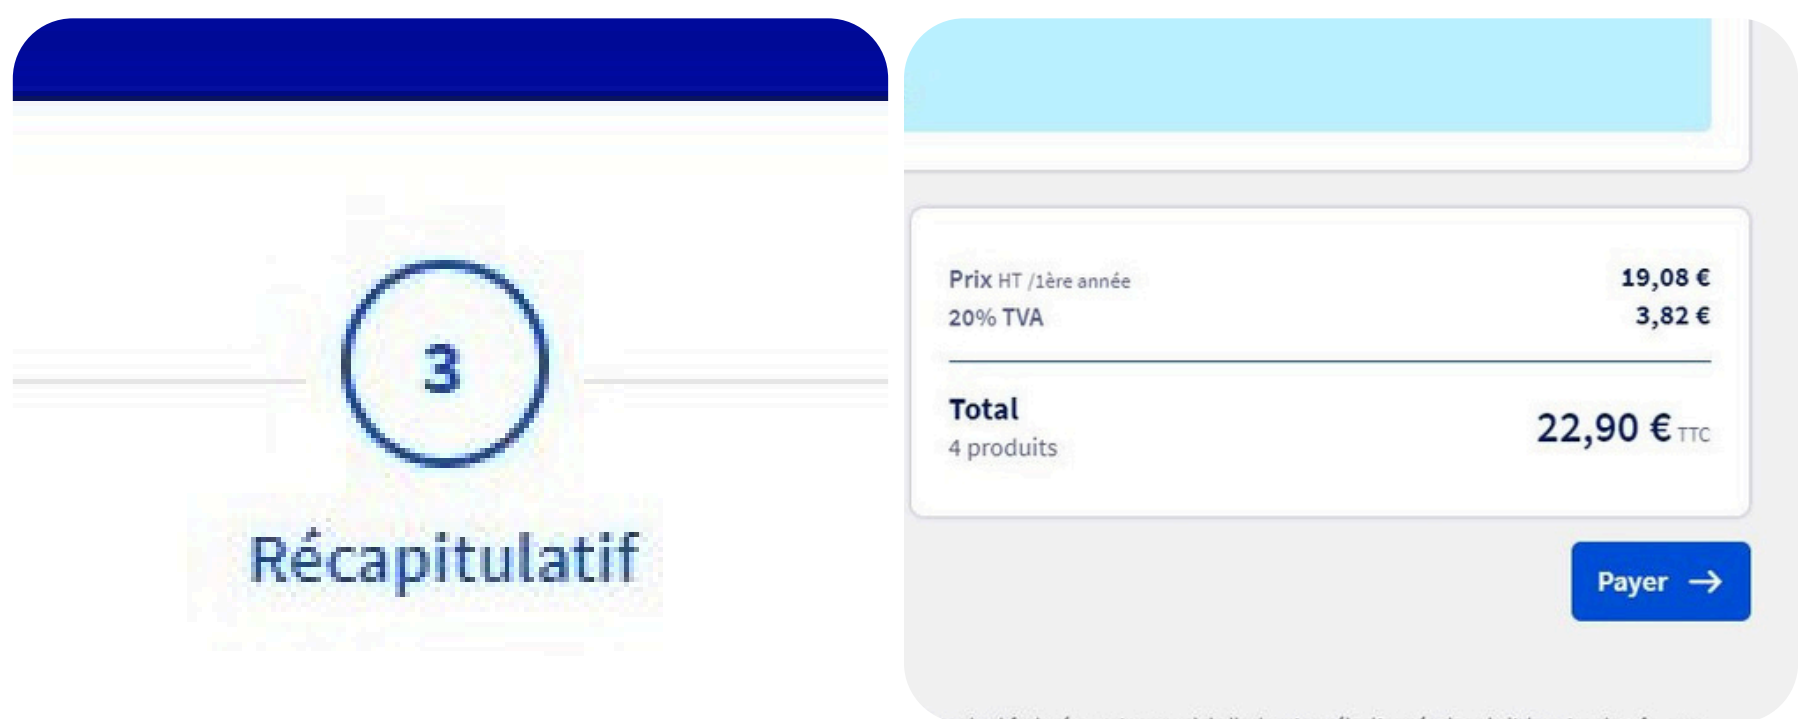 3
Récapitulatif
Prix HT /1ère année 19,08 €
20% TVA 3,82 €
Total
4 produits
22,90 € TTC
Payer →